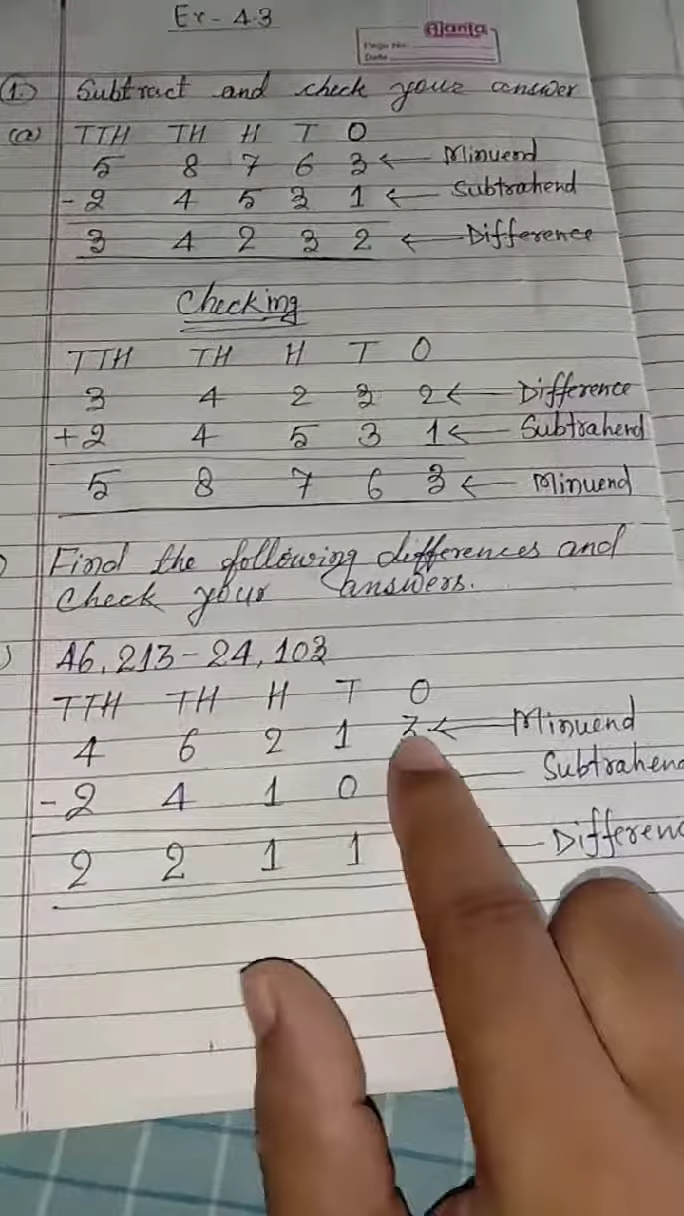 Ex - 4.3
Ajanta
Page No.
Date
1. Subtract and check your answer
(a) TTH TH H T O
5 8 7 6 3 ← Minuend
- 2 4 5 3 1 ← Subtrahend
3 4 2 3 2 ← Difference
Checking
TTH TH H T O
3 4 2 3 2 ← Difference
+ 2 4 5 3 1 ← Subtrahend
5 8 7 6 3 ← Minuend
Find the following differences and
Check your answers.
46,213 - 24,103
TTH TH H T O
4 6 2 1 3 ← Minuend
- 2 4 1 0 Subtrahend
2 2 1 1 Differenc